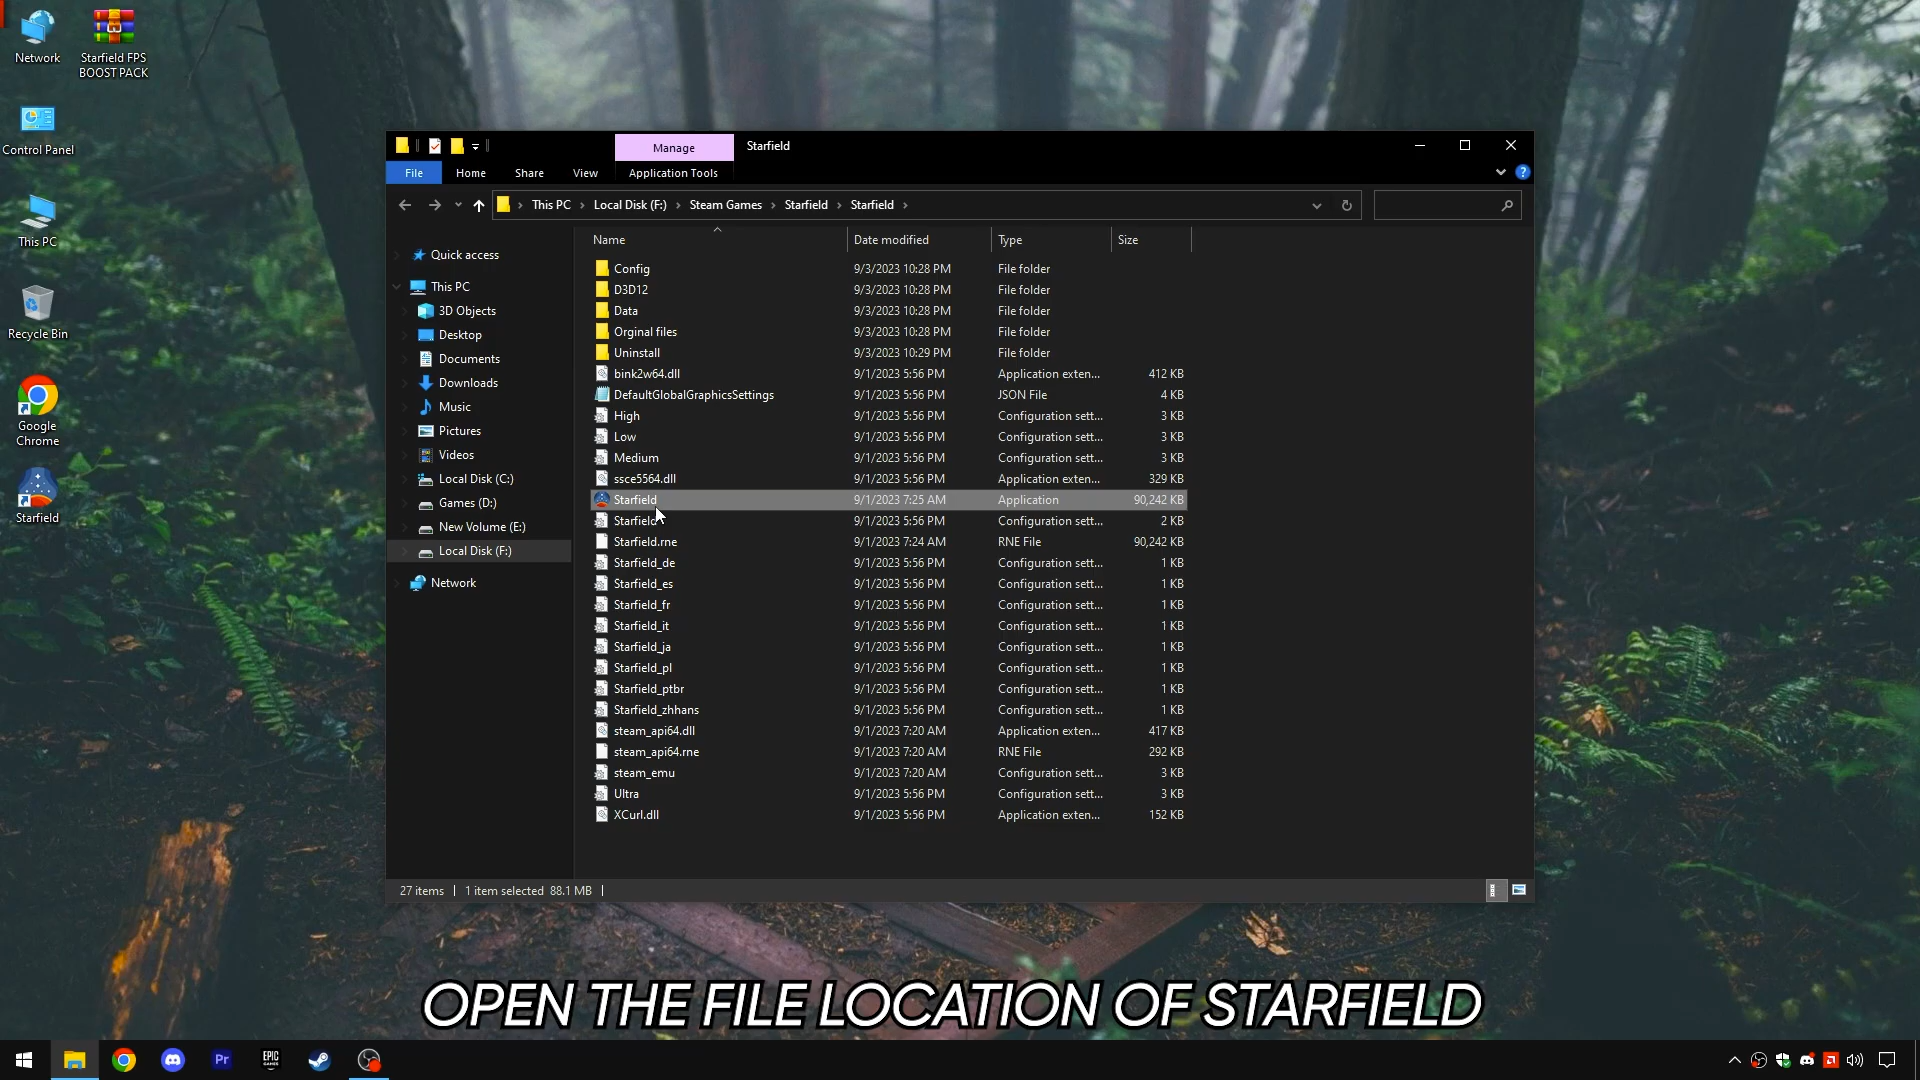 Network
Starfield FPS
BOOST PACK
Control Panel
This PC
Recycle Bin
Google
Chrome
Starfield
Manage
Starfield
File
Home
Share
View
Application Tools
This PC
Local Disk (F:)
Steam Games
Starfield
Starfield
Name
Date modified
Type
Size
Quick access
This PC
3D Objects
Desktop
Documents
Downloads
Music
Pictures
Videos
Local Disk (C:)
Games (D:)
New Volume (E:)
Local Disk (F:)
Network
Config 9/3/2023 10:28 PM File folder
D3D12 9/3/2023 10:28 PM File folder
Data 9/3/2023 10:28 PM File folder
Orginal files 9/3/2023 10:28 PM File folder
Uninstall 9/3/2023 10:29 PM File folder
bink2w64.dll 9/1/2023 5:56 PM Application exten... 412 KB
DefaultGlobalGraphicsSettings 9/1/2023 5:56 PM JSON File 4 KB
High 9/1/2023 5:56 PM Configuration sett... 3 KB
Low 9/1/2023 5:56 PM Configuration sett... 3 KB
Medium 9/1/2023 5:56 PM Configuration sett... 3 KB
ssce5564.dll 9/1/2023 5:56 PM Application exten... 329 KB
Starfield 9/1/2023 7:25 AM Application 90,242 KB
Starfield 9/1/2023 5:56 PM Configuration sett... 2 KB
Starfield.rne 9/1/2023 7:24 AM RNE File 90,242 KB
Starfield_de 9/1/2023 5:56 PM Configuration sett... 1 KB
Starfield_es 9/1/2023 5:56 PM Configuration sett... 1 KB
Starfield_fr 9/1/2023 5:56 PM Configuration sett... 1 KB
Starfield_it 9/1/2023 5:56 PM Configuration sett... 1 KB
Starfield_ja 9/1/2023 5:56 PM Configuration sett... 1 KB
Starfield_pl 9/1/2023 5:56 PM Configuration sett... 1 KB
Starfield_ptbr 9/1/2023 5:56 PM Configuration sett... 1 KB
Starfield_zhhans 9/1/2023 5:56 PM Configuration sett... 1 KB
steam_api64.dll 9/1/2023 7:20 AM Application exten... 417 KB
steam_api64.rne 9/1/2023 7:20 AM RNE File 292 KB
steam_emu 9/1/2023 7:20 AM Configuration sett... 3 KB
Ultra 9/1/2023 5:56 PM Configuration sett... 3 KB
XCurl.dll 9/1/2023 5:56 PM Application exten... 152 KB
27 items
1 item selected 88.1 MB
OPEN THE FILE LOCATION OF STARFIELD
Pr
EPIC
GAMES